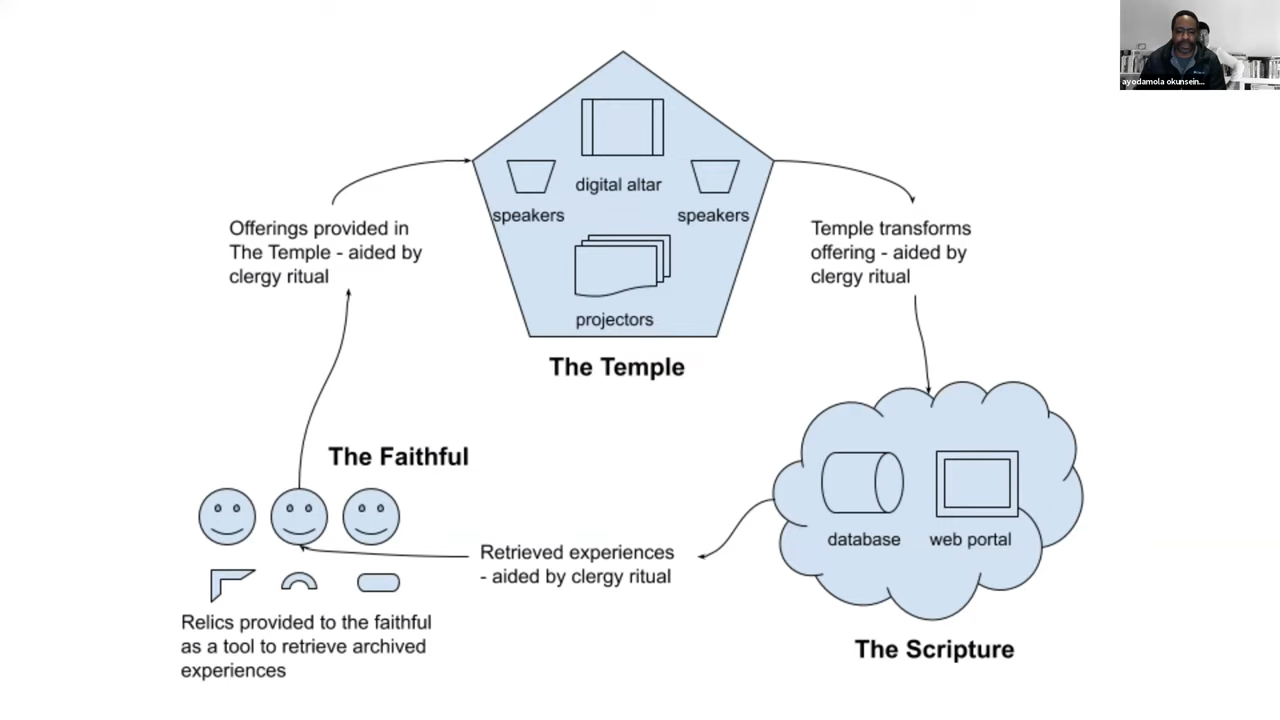 ayodamola okunsein...
digital altar
speakers
speakers
projectors
The Temple
Offerings provided in
The Temple - aided by
clergy ritual
Temple transforms
offering - aided by
clergy ritual
The Faithful
Retrieved experiences
- aided by clergy ritual
database
web portal
Relics provided to the faithful
as a tool to retrieve archived
experiences
The Scripture